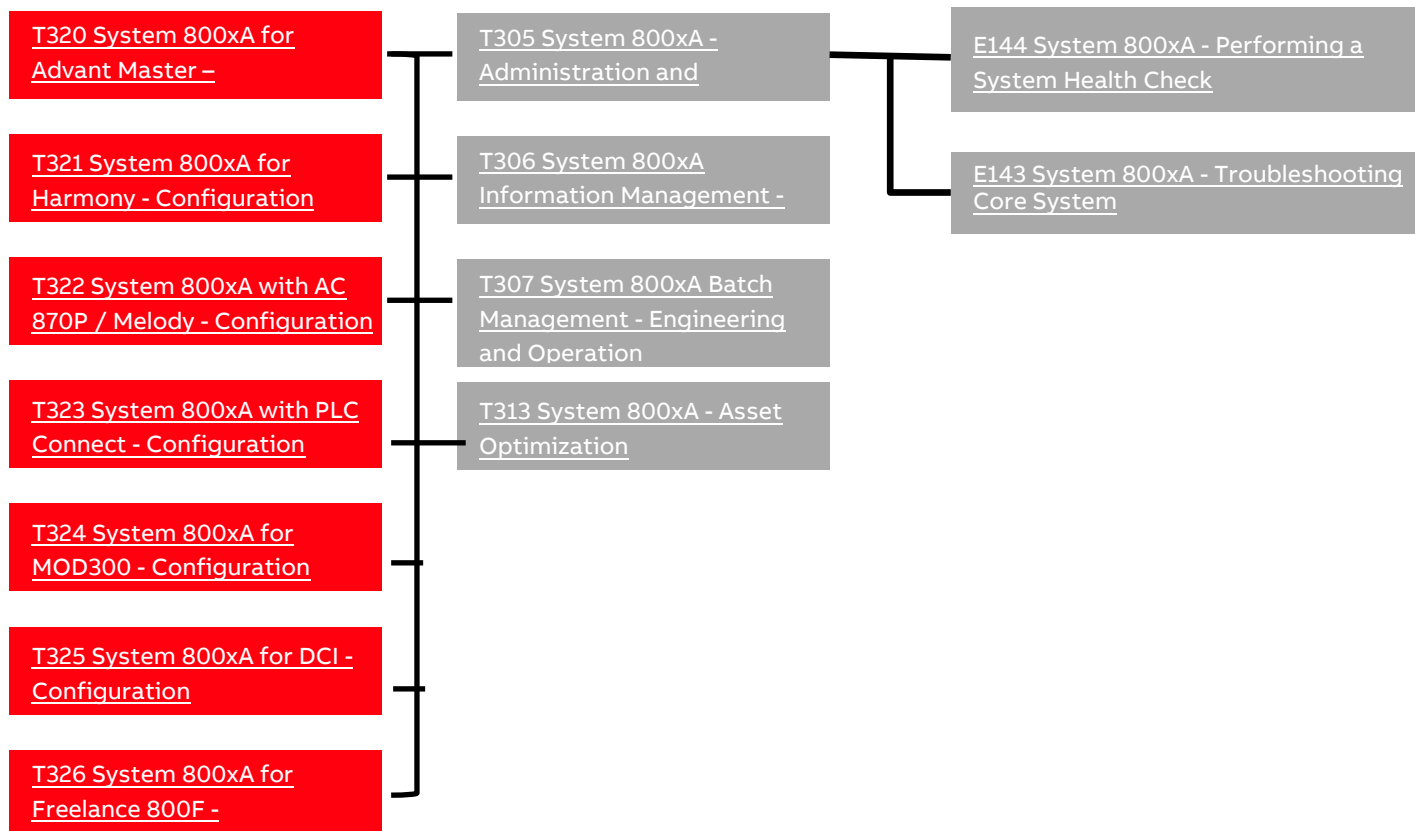 T320 System 800xA for
Advant Master –
T321 System 800xA for
Harmony - Configuration
T322 System 800xA with AC
870P / Melody - Configuration
T323 System 800xA with PLC
Connect - Configuration
T324 System 800xA for
MOD300 - Configuration
T325 System 800xA for DCI -
Configuration
T326 System 800xA for
Freelance 800F -
T305 System 800xA -
Administration and
T306 System 800xA
Information Management -
T307 System 800xA Batch
Management - Engineering
and Operation
T313 System 800xA - Asset
Optimization
E144 System 800xA - Performing a
System Health Check
E143 System 800xA - Troubleshooting
Core System